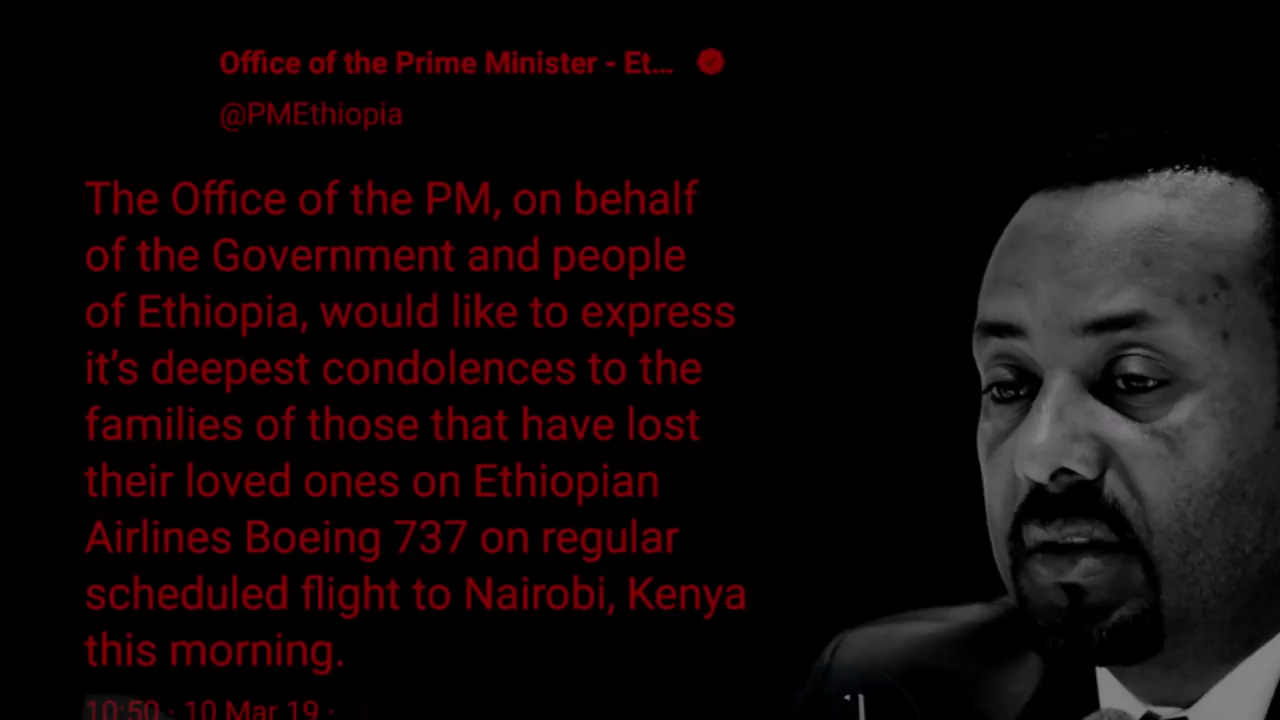 Office of the Prime Minister - Et...
@PMEthiopia
The Office of the PM, on behalf
of the Government and people
of Ethiopia, would like to express
it's deepest condolences to the
families of those that have lost
their loved ones on Ethiopian
Airlines Boeing 737 on regular
scheduled flight to Nairobi, Kenya
this morning.
10:50 · 10 Mar 19 ·